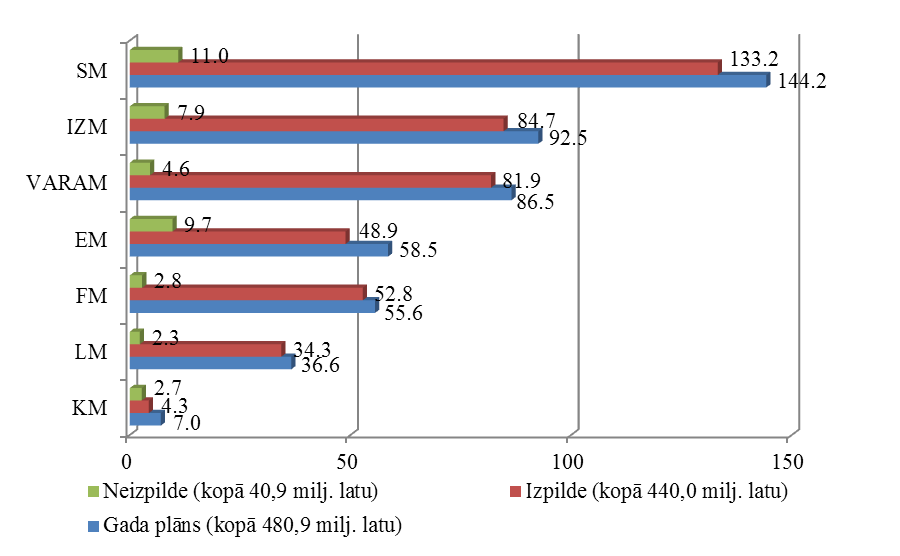 SM 11.0 133.2 144.2
IZM 7.9 84.7 92.5
VARAM 4.6 81.9 86.5
EM 9.7 48.9 58.5
FM 2.8 52.8 55.6
LM 2.3 34.3 36.6
KM 2.7 4.3 7.0
0 50 100 150
Neizpilde (kopā 40,9 milj. latu) Izpilde (kopā 440,0 milj. latu)
Gada plāns (kopā 480,9 milj. latu)